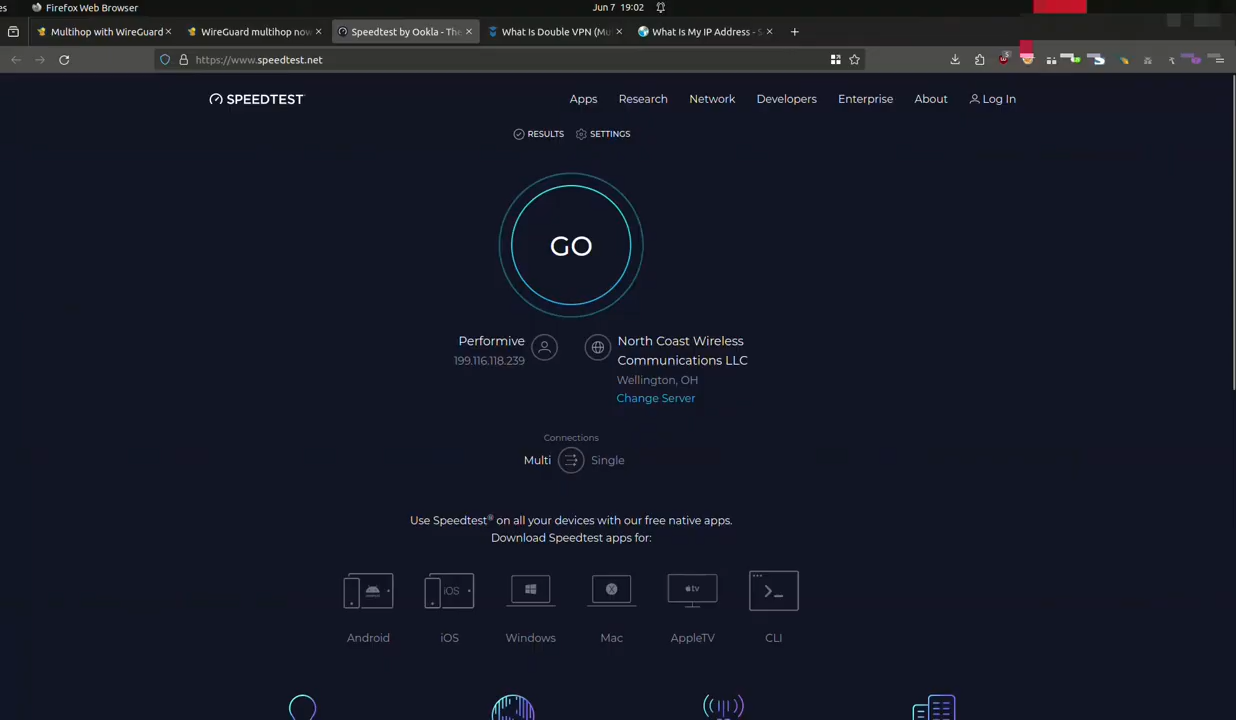 Firefox Web Browser
Jun 7 19:02
Multihop with WireGuard
WireGuard multihop now
Speedtest by Ookla - The
What Is Double VPN (Mu
What Is My IP Address - S
https://www.speedtest.net
SPEEDTEST
Apps
Research
Network
Developers
Enterprise
About
Log In
RESULTS
SETTINGS
GO
Performive
199.116.118.239
North Coast Wireless
Communications LLC
Wellington, OH
Change Server
Connections
Multi
Single
Use Speedtest® on all your devices with our free native apps.
Download Speedtest apps for:
iOS
tv
Android
iOS
Windows
Mac
AppleTV
CLI